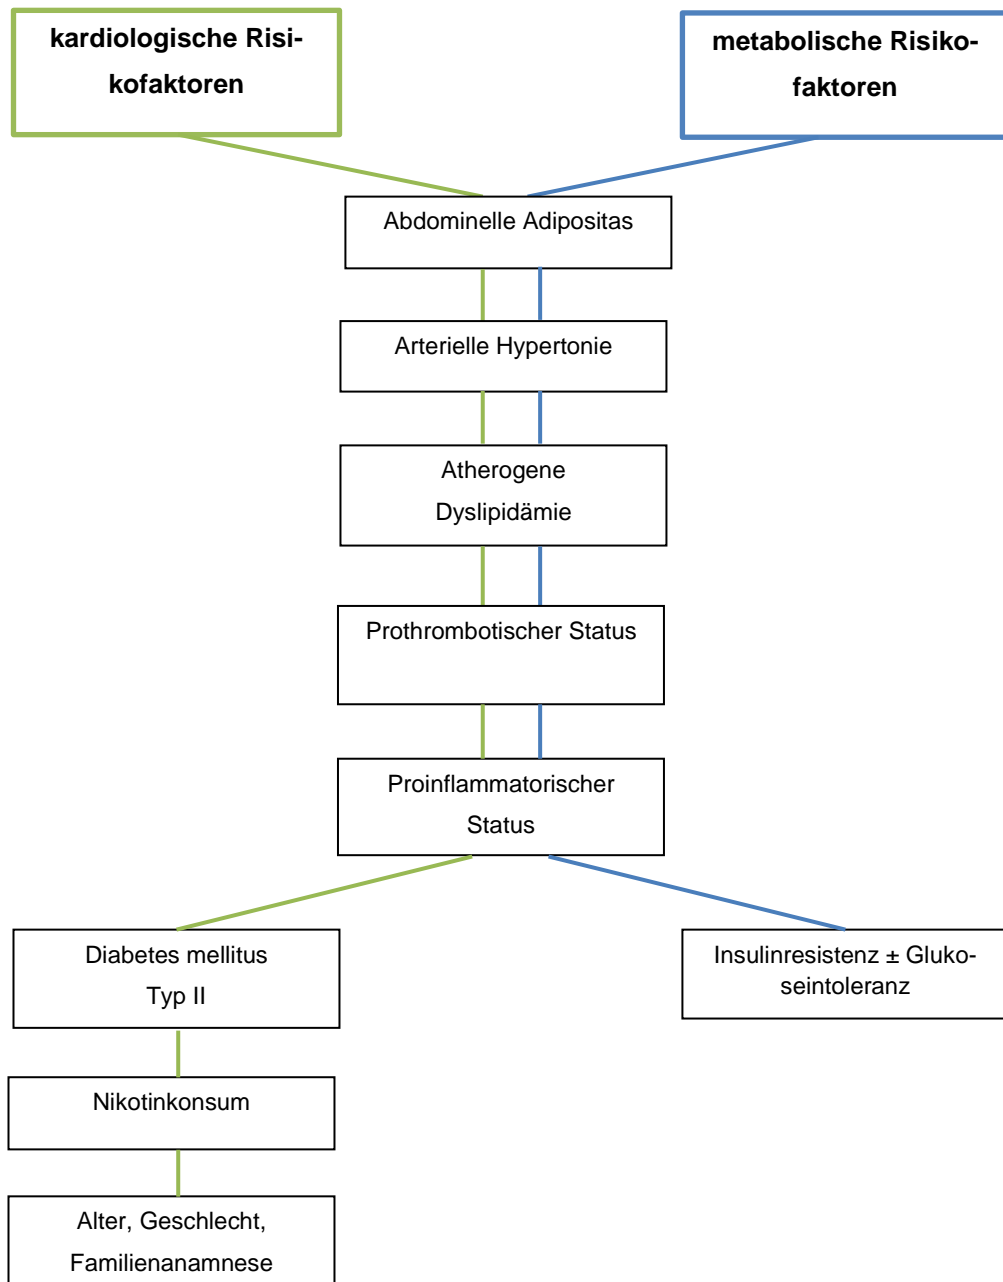 kardiologische Risi-
kofaktoren
metabolische Risiko-
faktoren
Abdominelle Adipositas
Arterielle Hypertonie
Atherogene
Dyslipidämie
Prothrombotischer Status
Proinflammatorischer
Status
Diabetes mellitus
Typ II
Insulinresistenz ± Gluko-
seintoleranz
Nikotinkonsum
Alter, Geschlecht,
Familienanamnese